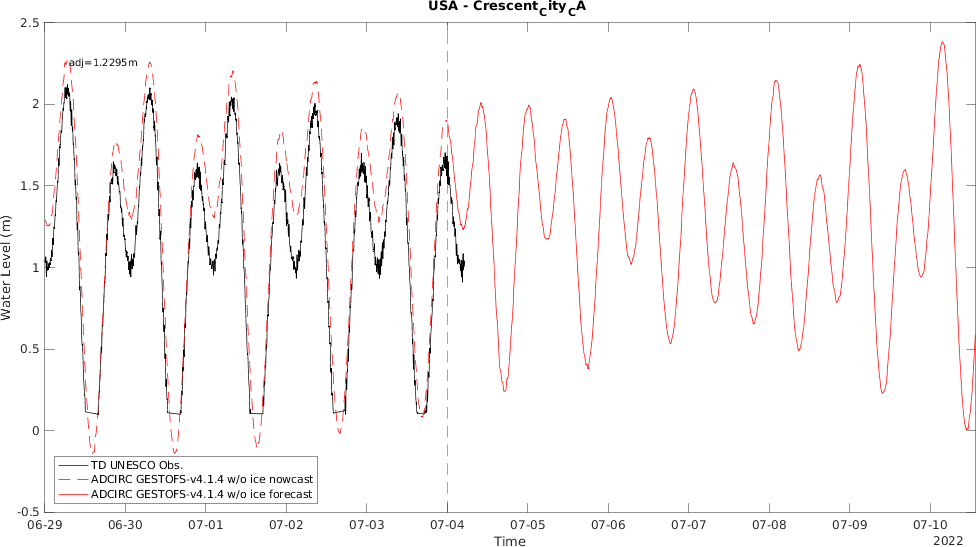 USA - CrescentCityCA
2.5
adj=1.2295m
2
1.5
Water Level (m)
1
0.5
0
TD UNESCO Obs.
ADCIRC GESTOFS-v4.1.4 w/o ice nowcast
ADCIRC GESTOFS-v4.1.4 w/o ice forecast
-0.5
06-29 06-30 07-01 07-02 07-03 07-04 07-05 07-06 07-07 07-08 07-09 07-10
Time 2022